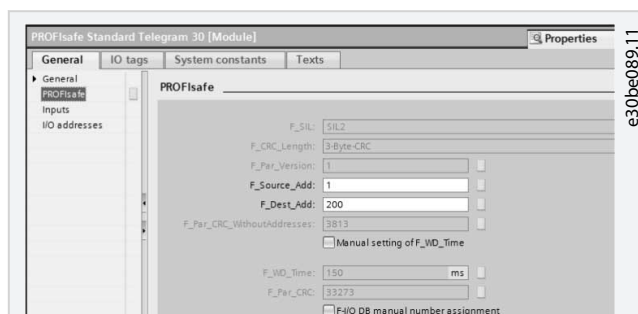 PROFIsafe Standard Telegram 30 [Module]
Properties
General IO tags System constants Texts
General
PROFIsafe
Inputs
I/O addresses
PROFIsafe
F_SIL: SIL2
F_CRC_Length: 3-Byte-CRC
F_Par_Version: 1
F_Source_Add: 1
F_Dest_Add: 200
F_Par_CRC_WithoutAddresses: 3813
Manual setting of F_WD_Time
F_WD_Time: 150 ms
F_Par_CRC: 33273
F-I/O DB manual number assignment
e30be089.11